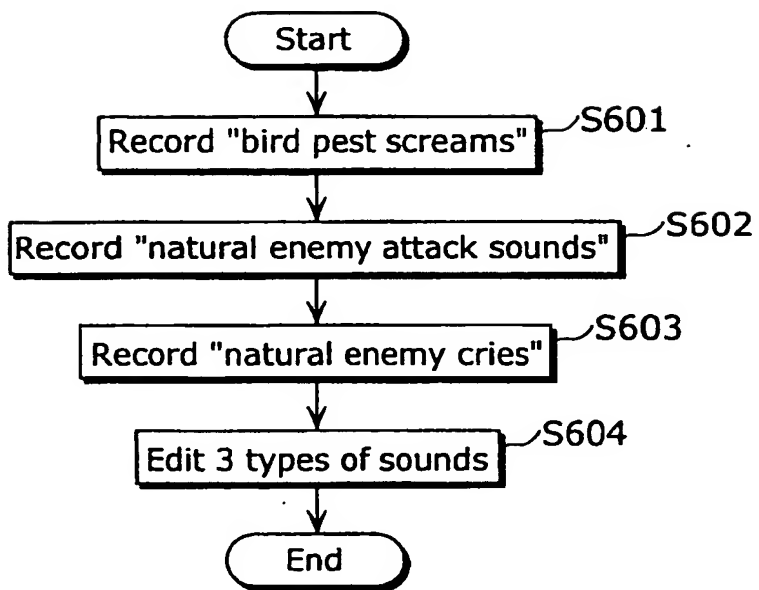 Start
Record "bird pest screams"
S601
Record "natural enemy attack sounds"
S602
Record "natural enemy cries"
S603
Edit 3 types of sounds
S604
End